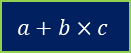 a + b × c